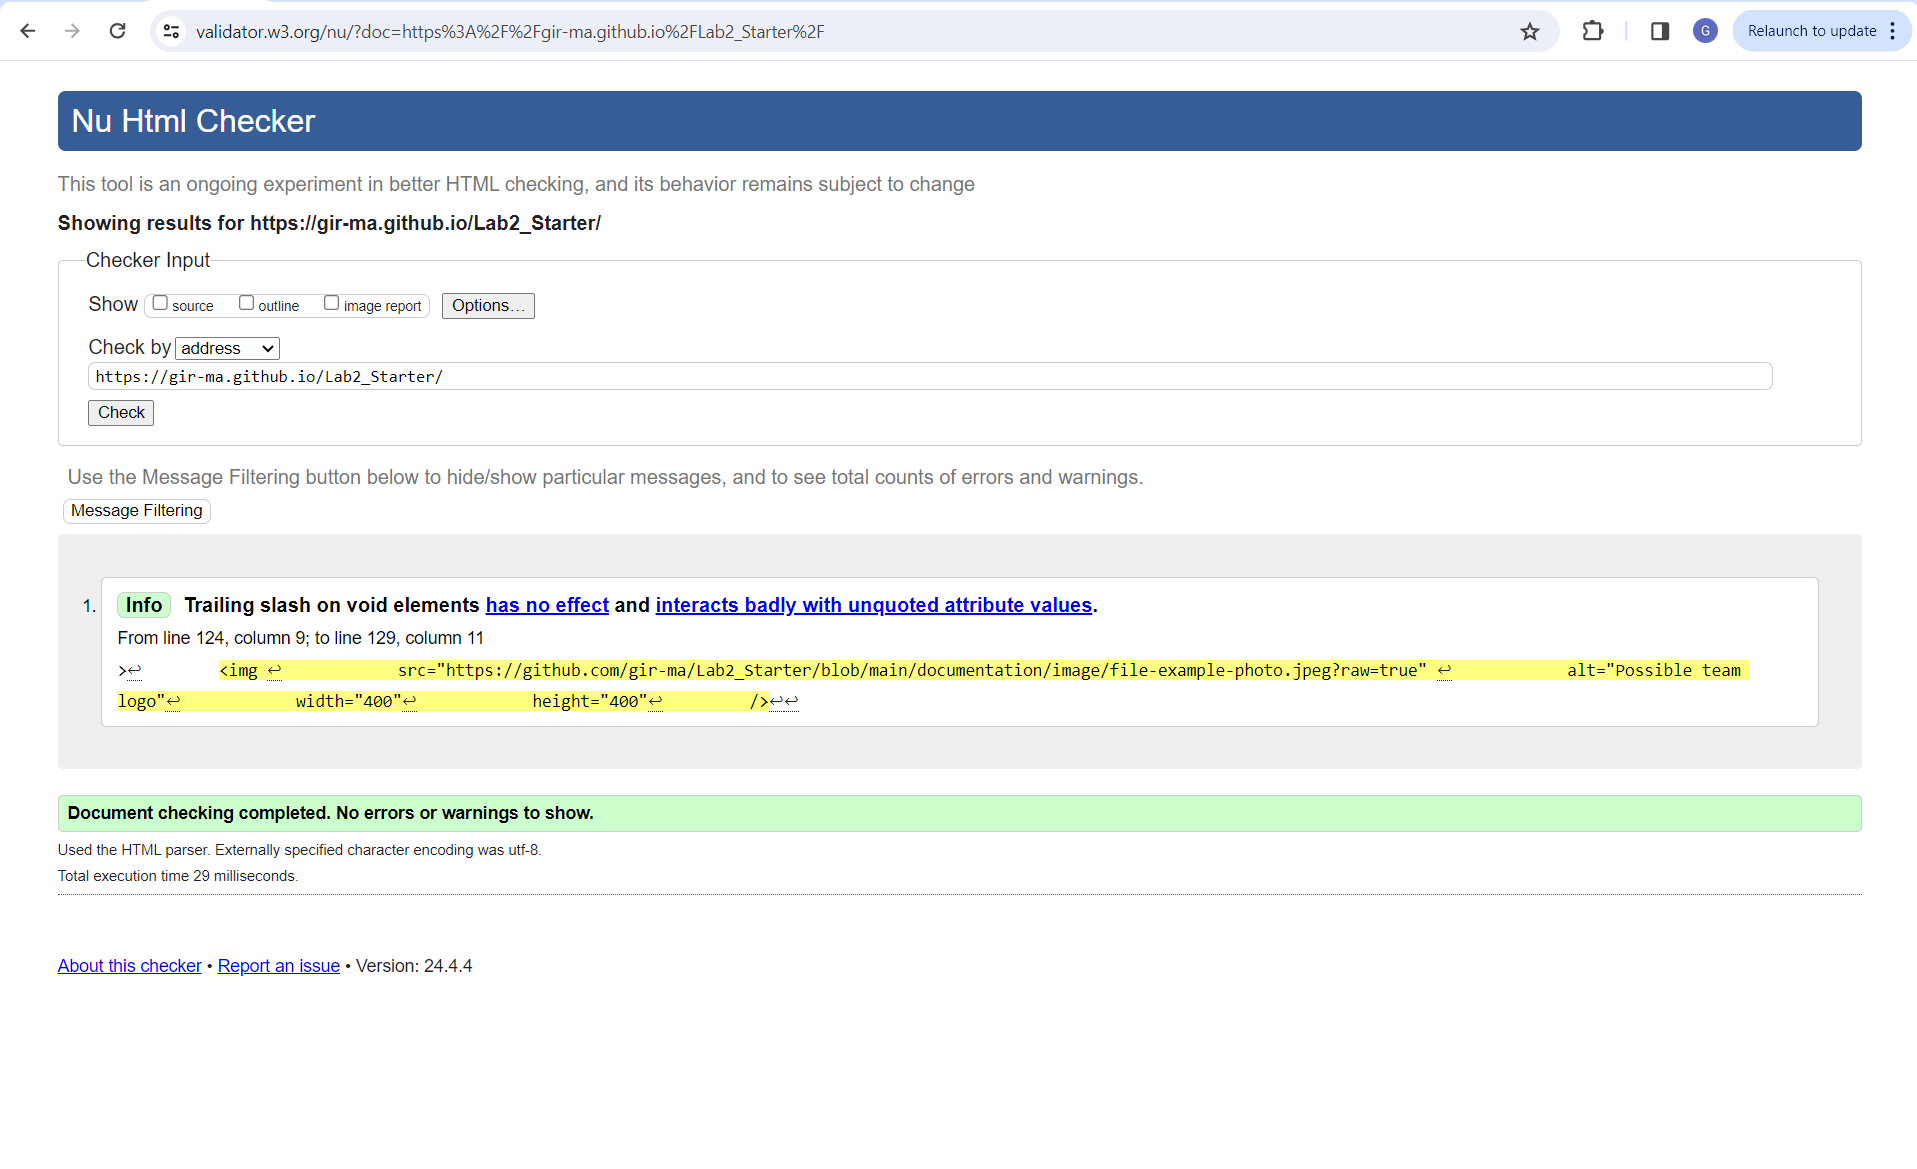 validator.w3.org/nu/?doc=https%3A%2F%2Fgir-ma.github.io%2FLab2_Starter%2F
G
Relaunch to update
Nu Html Checker
This tool is an ongoing experiment in better HTML checking, and its behavior remains subject to change
Showing results for https://gir-ma.github.io/Lab2_Starter/
Checker Input
Show source outline image report Options...
Check by address
https://gir-ma.github.io/Lab2_Starter/
Check
Use the Message Filtering button below to hide/show particular messages, and to see total counts of errors and warnings.
Message Filtering
1. Info Trailing slash on void elements has no effect and interacts badly with unquoted attribute values.
From line 124, column 9; to line 129, column 11
>↩ <img ↩ src="https://github.com/gir-ma/Lab2_Starter/blob/main/documentation/image/file-example-photo.jpeg?raw=true" ↩ alt="Possible team
logo"↩ width="400"↩ height="400"↩ />↩↩
Document checking completed. No errors or warnings to show.
Used the HTML parser. Externally specified character encoding was utf-8.
Total execution time 29 milliseconds.
About this checker • Report an issue • Version: 24.4.4